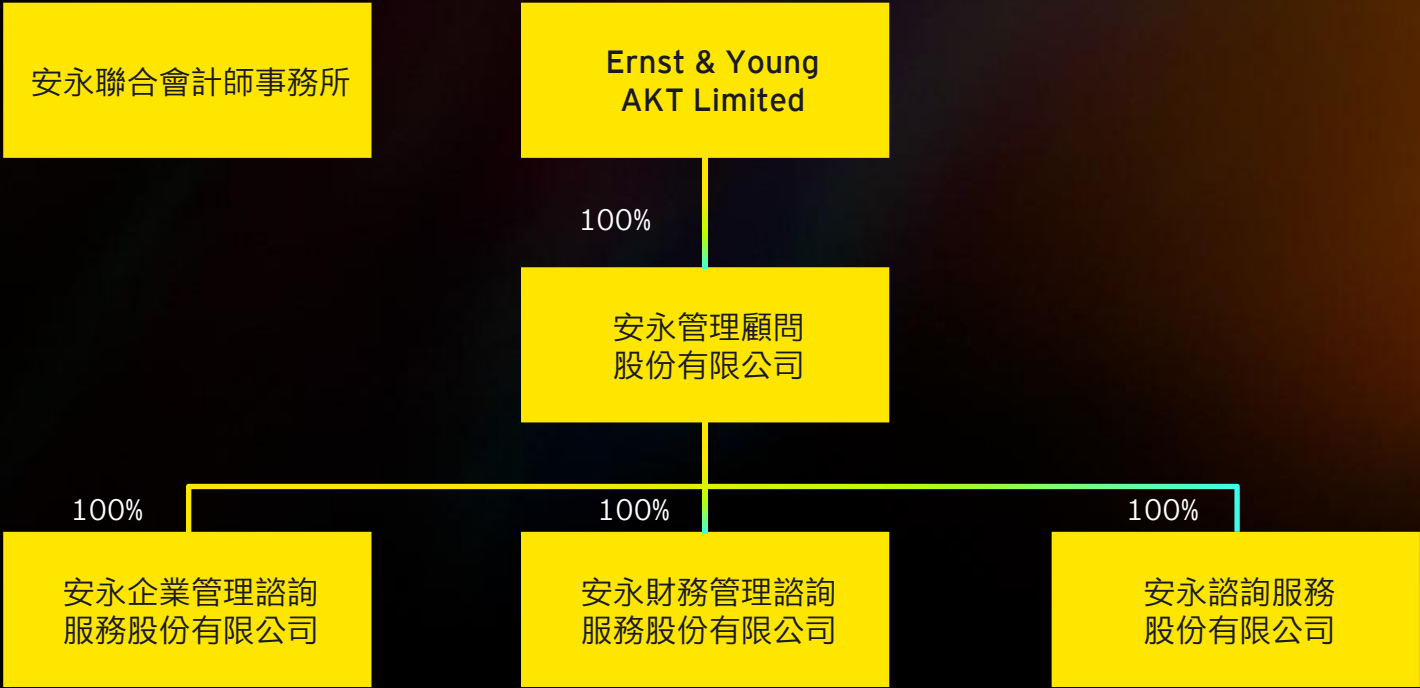 安永聯合會計師事務所
Ernst & Young
AKT Limited
100%
安永管理顧問
股份有限公司
100%
100%
100%
安永企業管理諮詢
服務股份有限公司
安永財務管理諮詢
服務股份有限公司
安永諮詢服務
股份有限公司